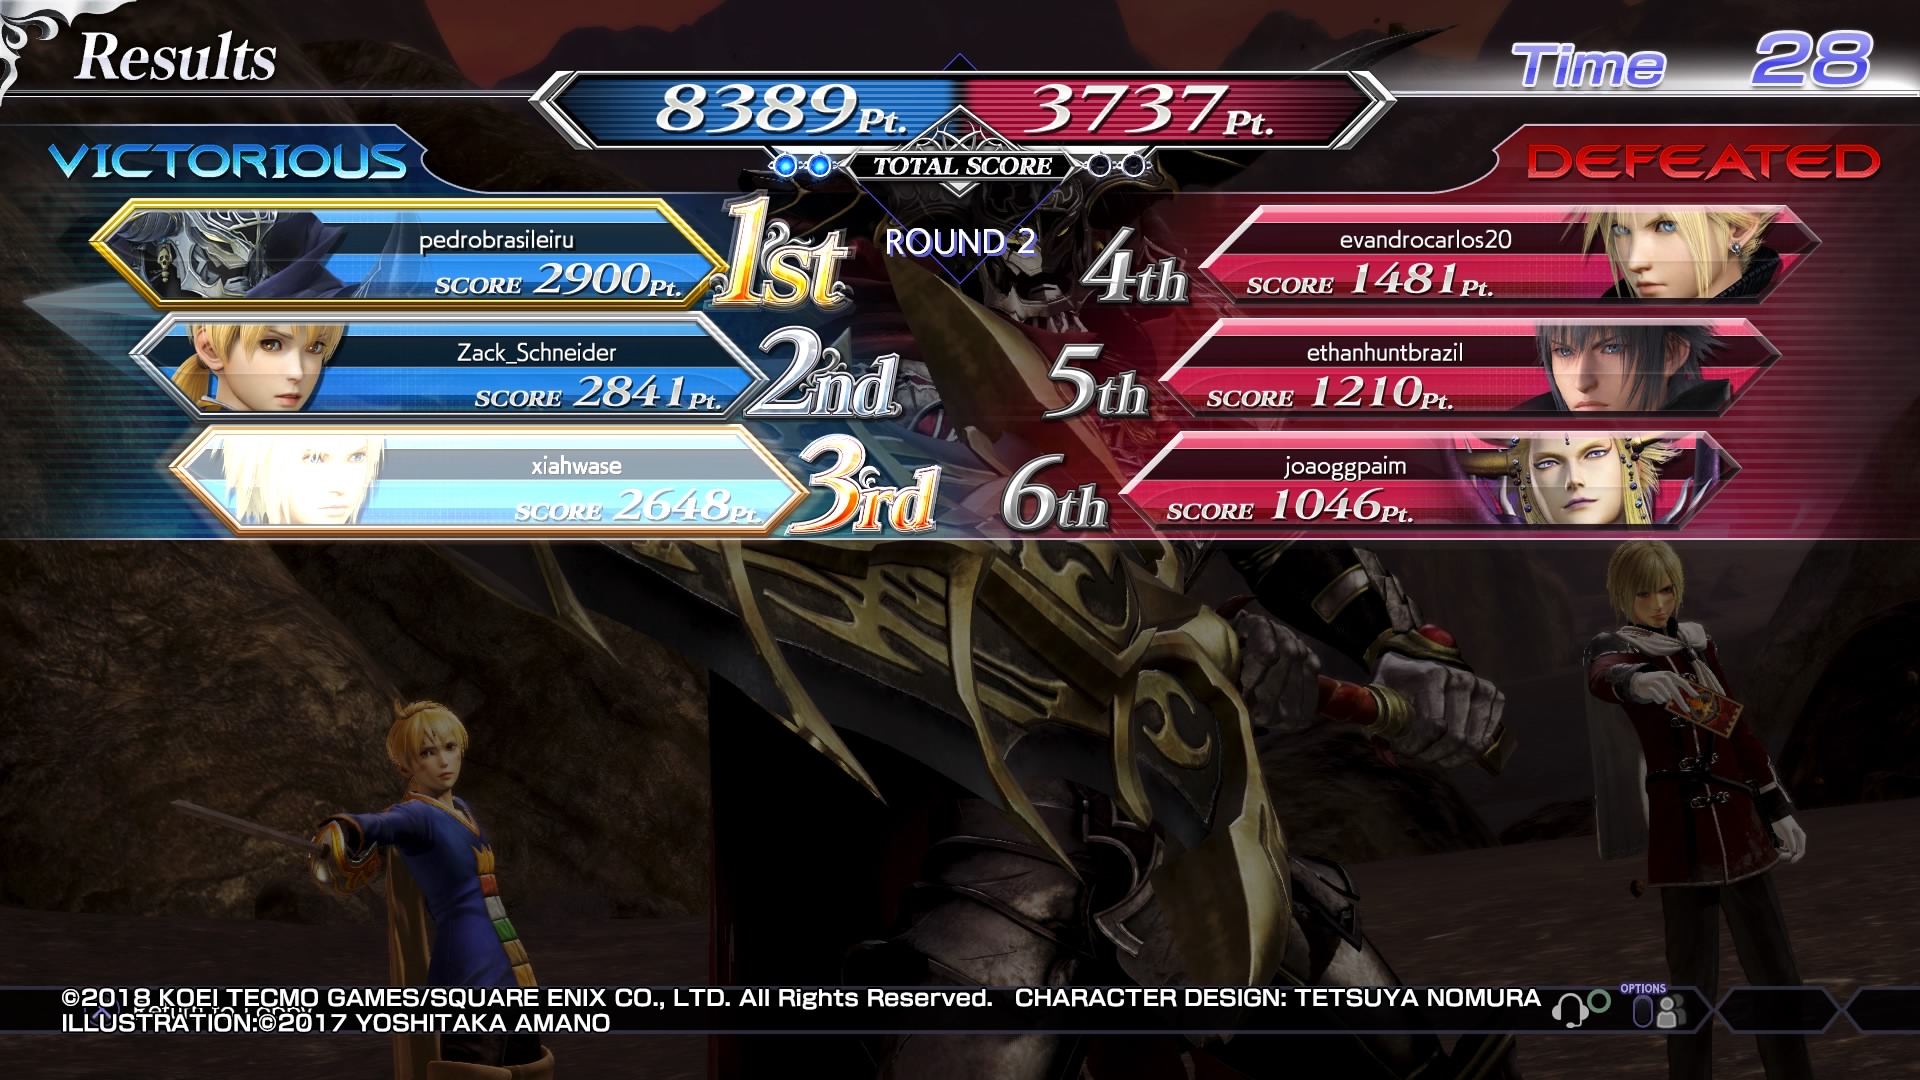 Results
Time 28
8389Pt.
3737Pt.
TOTAL SCORE
VICTORIOUS
DEFEATED
ROUND 2
pedrobrasileiru
SCORE 2900Pt.
1st
4th
evandrocarlos20
SCORE 1481Pt.
Zack_Schneider
SCORE 2841Pt.
2nd
5th
ethanhuntbrazil
SCORE 1210Pt.
xiahwase
SCORE 2648Pt.
3rd
6th
joaoggpaim
SCORE 1046Pt.
OPTIONS
©2018 KOEI TECMO GAMES/SQUARE ENIX CO., LTD. All Rights Reserved. CHARACTER DESIGN: TETSUYA NOMURA
ILLUSTRATION:©2017 YOSHITAKA AMANO